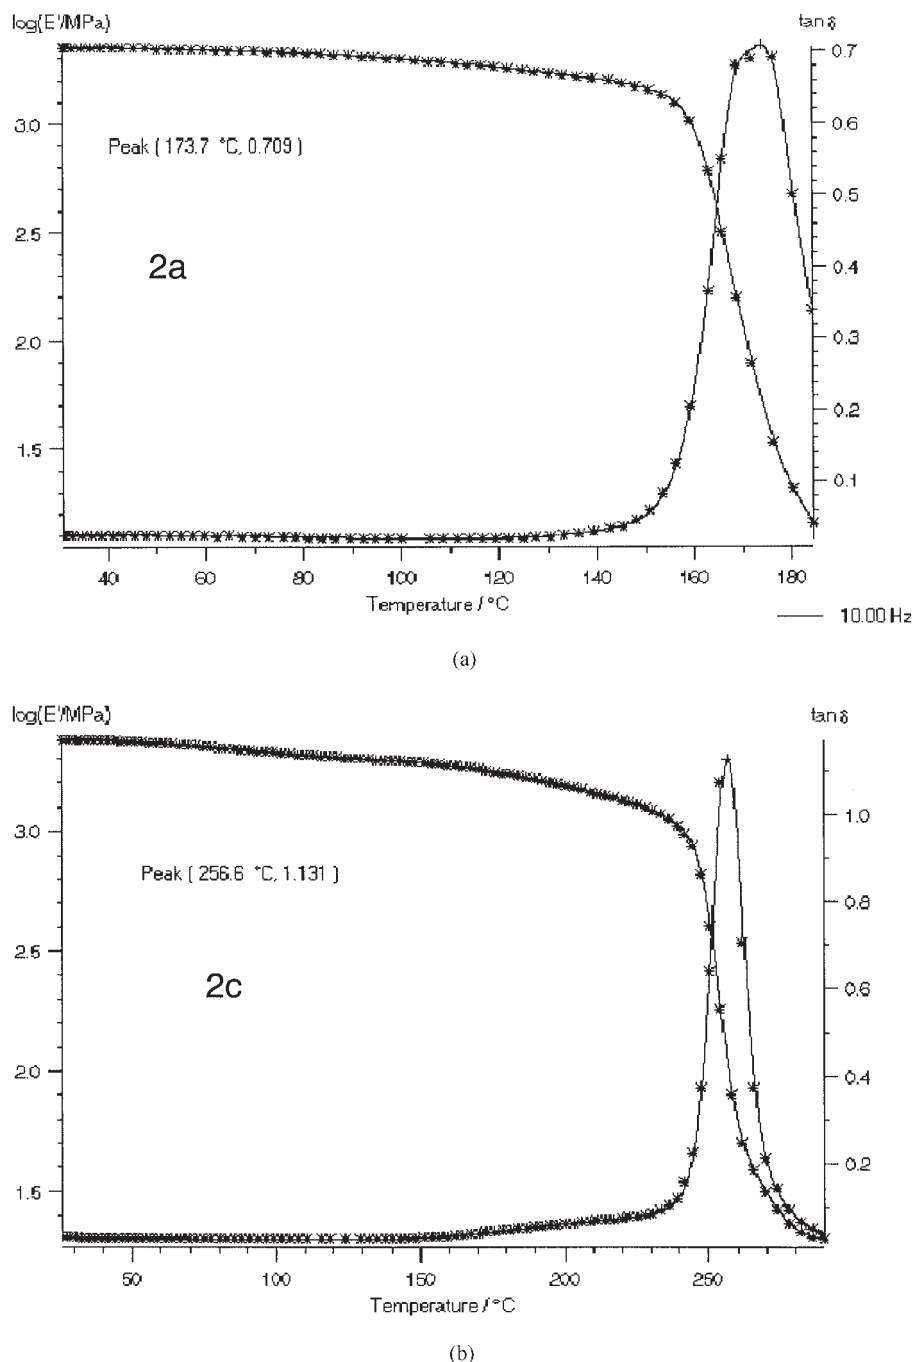 log(E'/MPa) tan δ
0.7
3.0
0.6
Peak ( 173.7 °C, 0.709 )
0.5
2.5
2a
0.4
2.0
0.3
0.2
1.5
0.1
40 60 80 100 120 140 160 180
Temperature / °C
10.00 Hz
(a)
log(E'/MPa) tan δ
3.0
1.0
Peak ( 256.6 °C, 1.131 )
0.8
2.5
2c
0.6
2.0
0.4
0.2
1.5
50 100 150 200 250
Temperature / °C
(b)